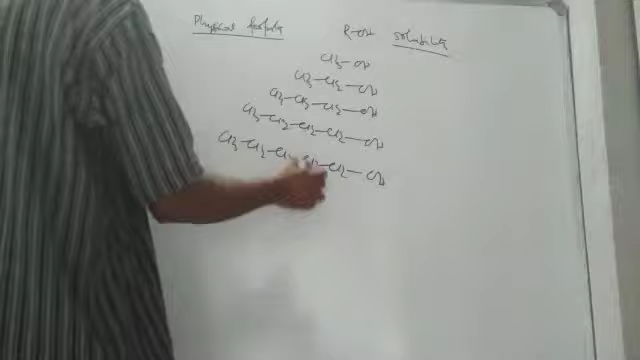 Physical R-OH solubility
CH3-OH
CH3-CH2-OH
CH3-CH2-CH2-OH
CH3-CH2-CH2-CH2-OH
CH3-CH2-CH2-CH2-CH2-OH